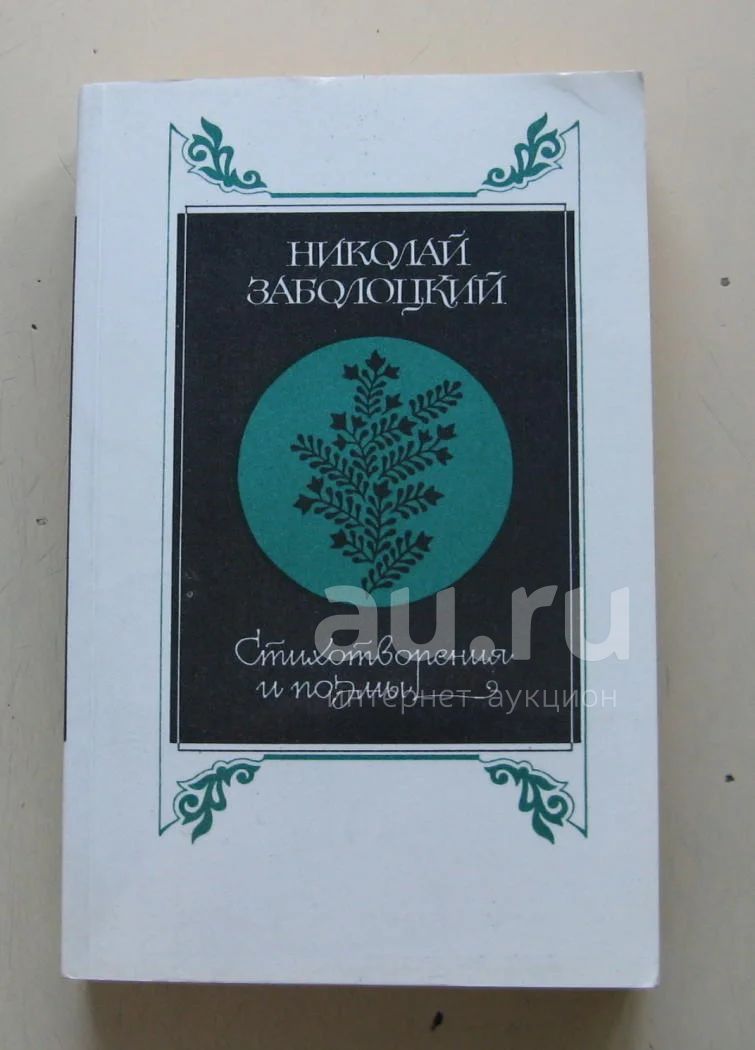 НИКОЛАЙ
ЗАБОЛОЦКИЙ
Стихотворения
и поэмы
au.ru
интернет-аукцион